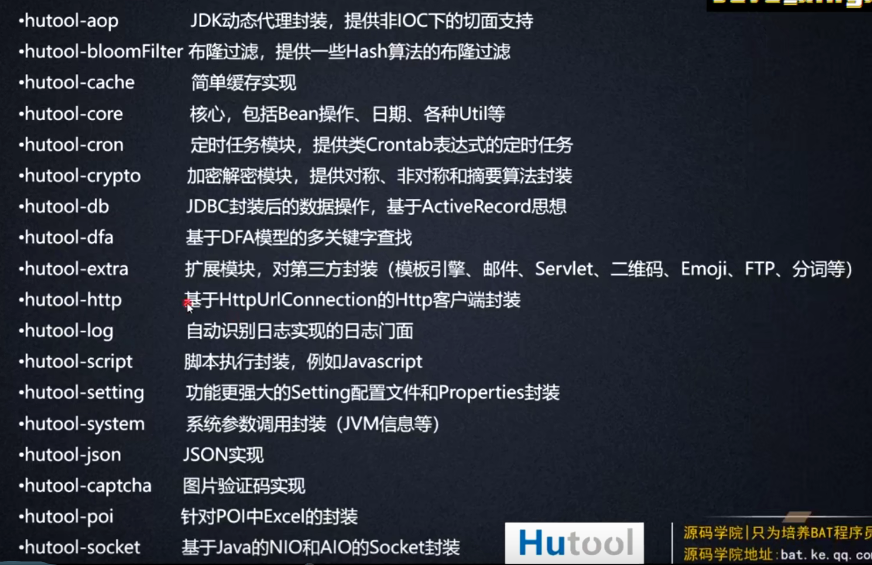 •hutool-aop JDK动态代理封装，提供非IOC下的切面支持
•hutool-bloomFilter 布隆过滤，提供一些Hash算法的布隆过滤
•hutool-cache 简单缓存实现
•hutool-core 核心，包括Bean操作、日期、各种Util等
•hutool-cron 定时任务模块，提供类Crontab表达式的定时任务
•hutool-crypto 加密解密模块，提供对称、非对称和摘要算法封装
•hutool-db JDBC封装后的数据操作，基于ActiveRecord思想
•hutool-dfa 基于DFA模型的多关键字查找
•hutool-extra 扩展模块，对第三方封装（模板引擎、邮件、Servlet、二维码、Emoji、FTP、分词等）
•hutool-http 基于HttpUrlConnection的Http客户端封装
•hutool-log 自动识别日志实现的日志门面
•hutool-script 脚本执行封装，例如Javascript
•hutool-setting 功能更强大的Setting配置文件和Properties封装
•hutool-system 系统参数调用封装（JVM信息等）
•hutool-json JSON实现
•hutool-captcha 图片验证码实现
•hutool-poi 针对POI中Excel的封装
•hutool-socket 基于Java的NIO和AIO的Socket封装
Hutool
源码学院|只为培养BAT程序员
源码学院地址:bat.ke.qq.com